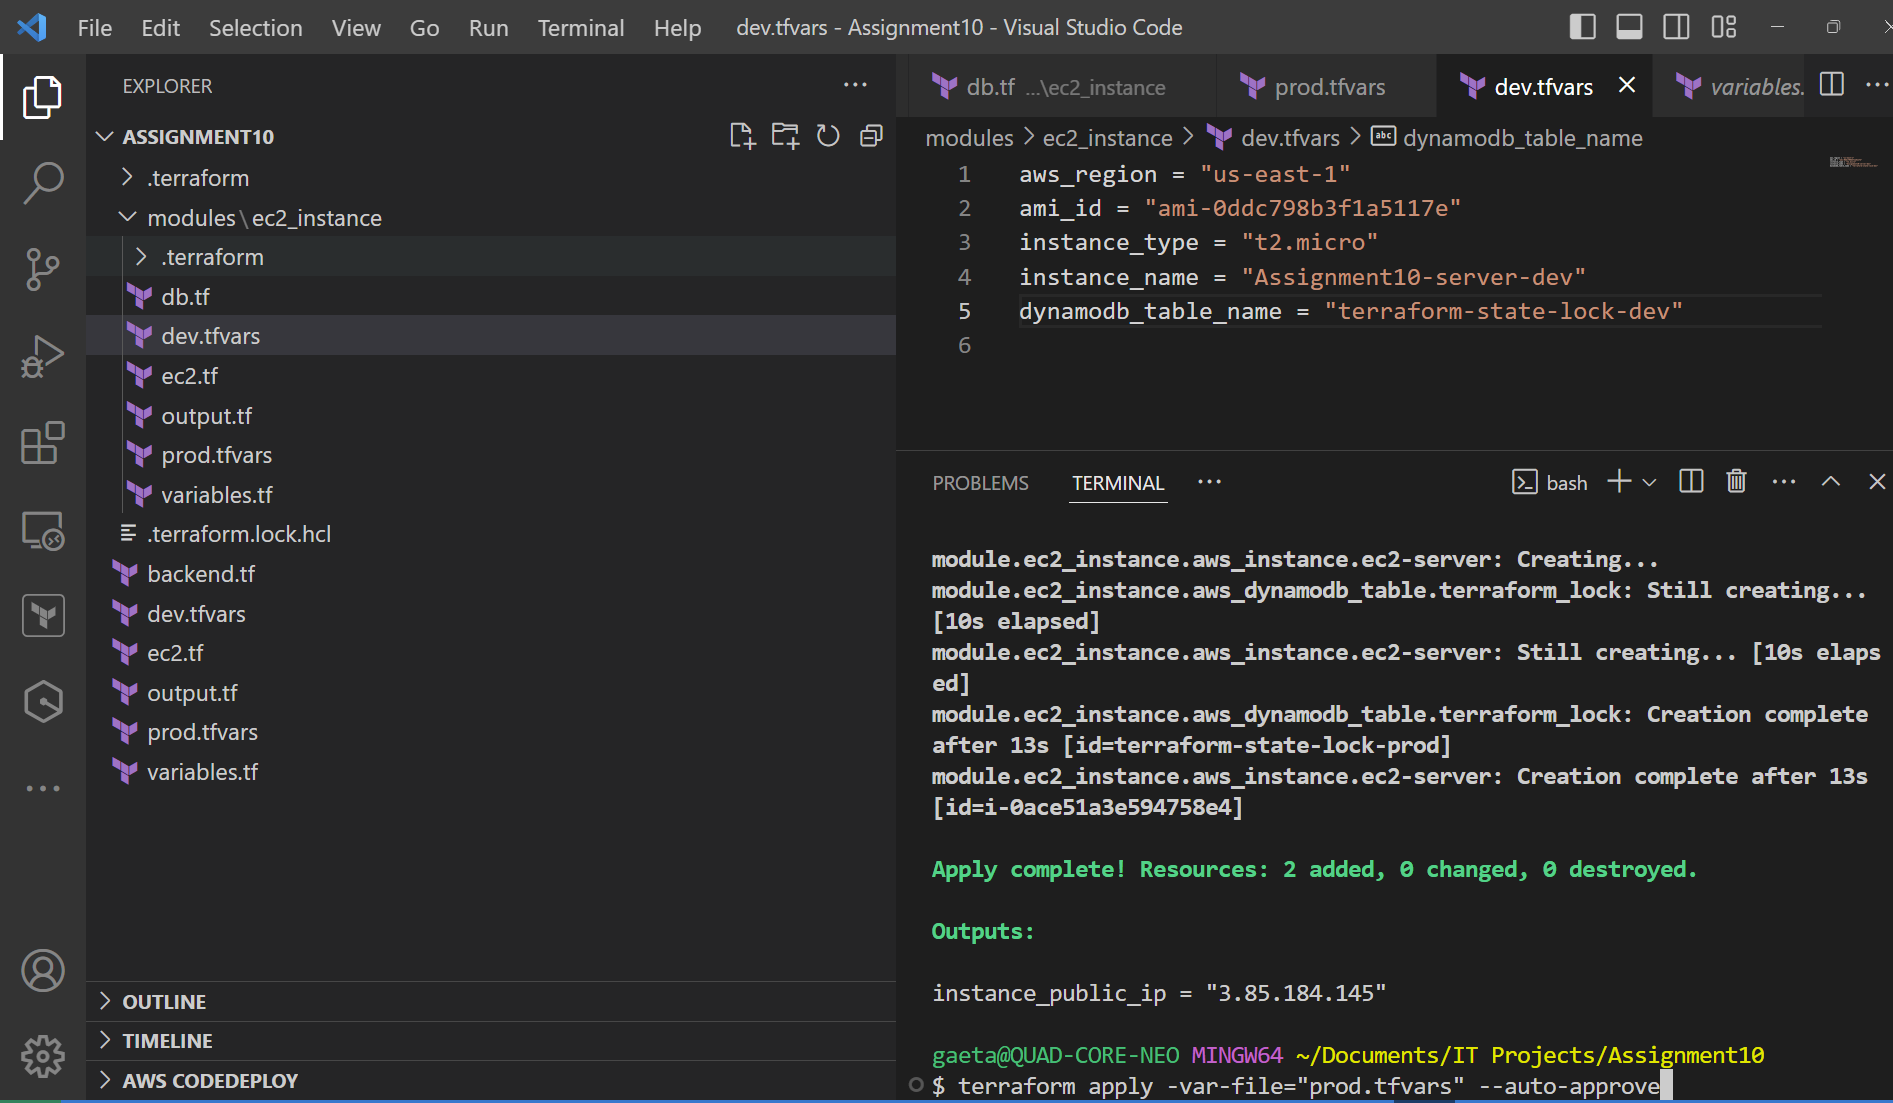 File Edit Selection View Go Run Terminal Help dev.tfvars - Assignment10 - Visual Studio Code
EXPLORER
ASSIGNMENT10
.terraform
modules\ec2_instance
.terraform
db.tf
dev.tfvars
ec2.tf
output.tf
prod.tfvars
variables.tf
.terraform.lock.hcl
backend.tf
dev.tfvars
ec2.tf
output.tf
prod.tfvars
variables.tf
OUTLINE
TIMELINE
AWS CODEDEPLOY
db.tf ...\ec2_instance prod.tfvars dev.tfvars variables.
modules > ec2_instance > dev.tfvars > abc dynamodb_table_name
1 aws_region = "us-east-1"
2 ami_id = "ami-0ddc798b3f1a5117e"
3 instance_type = "t2.micro"
4 instance_name = "Assignment10-server-dev"
5 dynamodb_table_name = "terraform-state-lock-dev"
6
PROBLEMS TERMINAL ... bash
module.ec2_instance.aws_instance.ec2-server: Creating...
module.ec2_instance.aws_dynamodb_table.terraform_lock: Still creating...
[10s elapsed]
module.ec2_instance.aws_instance.ec2-server: Still creating... [10s elaps
ed]
module.ec2_instance.aws_dynamodb_table.terraform_lock: Creation complete
after 13s [id=terraform-state-lock-prod]
module.ec2_instance.aws_instance.ec2-server: Creation complete after 13s
[id=i-0ace51a3e594758e4]
Apply complete! Resources: 2 added, 0 changed, 0 destroyed.
Outputs:
instance_public_ip = "3.85.184.145"
gaeta@QUAD-CORE-NEO MINGW64 ~/Documents/IT Projects/Assignment10
$ terraform apply -var-file="prod.tfvars" --auto-approve